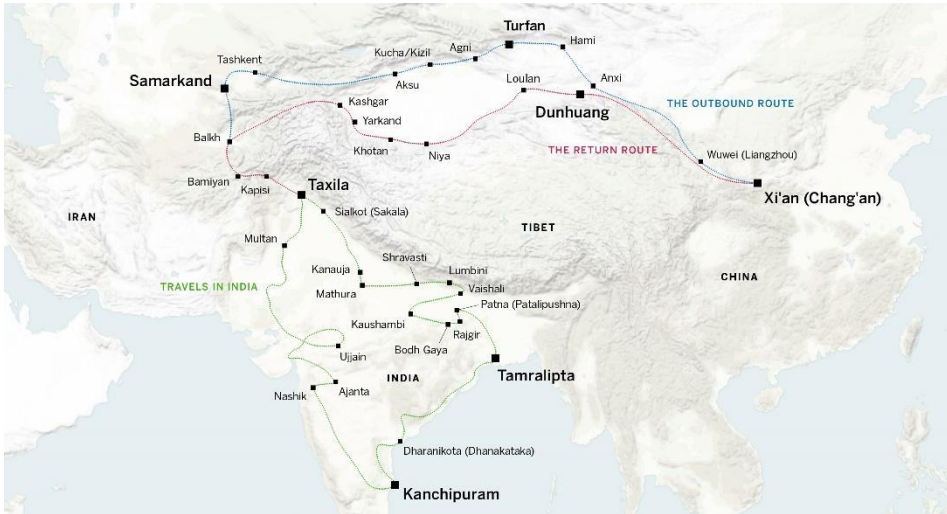 Turfan
Hami
Agni
Kucha/Kizil
Tashkent
Samarkand
Aksu
Loulan
Anxi
Kashgar
Dunhuang
THE OUTBOUND ROUTE
Yarkand
Balkh
Khotan
Niya
THE RETURN ROUTE
Wuwei (Liangzhou)
Bamiyan
Kapisi
Taxila
Xi'an (Chang'an)
Sialkot (Sakala)
IRAN
TIBET
Multan
Shravasti
Kanauja
Lumbini
CHINA
TRAVELS IN INDIA
Mathura
Vaishali
Patna (Patalipushna)
Kaushambi
Rajgir
Bodh Gaya
Ujjain
Tamralipta
INDIA
Nashik
Ajanta
Dharanikota (Dhanakataka)
Kanchipuram